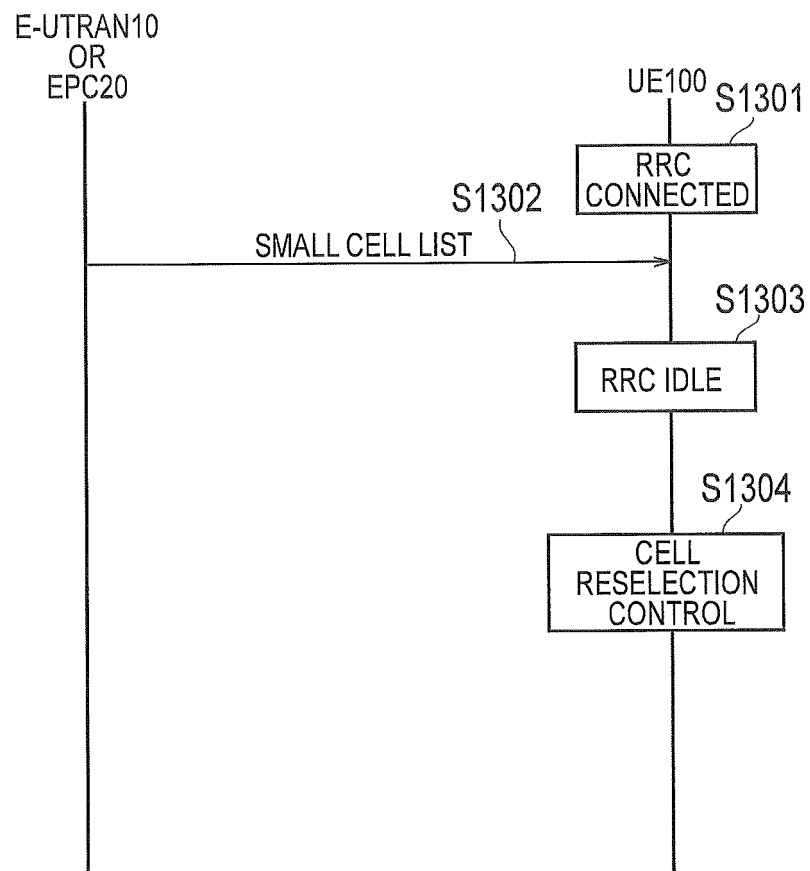 E-UTRAN10
OR
EPC20
UE100
S1301
RRC
CONNECTED
S1302
SMALL CELL LIST
S1303
RRC IDLE
S1304
CELL
RESELECTION
CONTROL